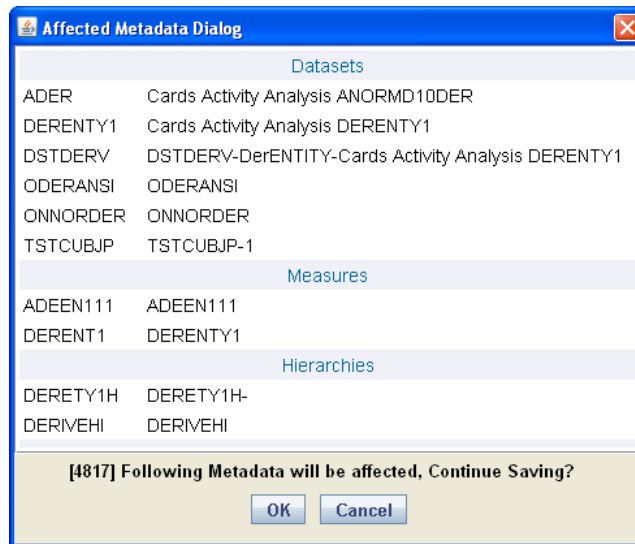 Affected Metadata Dialog
Datasets
ADER Cards Activity Analysis ANORMD10DER
DERENTY1 Cards Activity Analysis DERENTY1
DSTDERV DSTDERV-DerENTITY-Cards Activity Analysis DERENTY1
ODERANSI ODERANSI
ONNORDER ONNORDER
TSTCUBJP TSTCUBJP-1
Measures
ADEEN111 ADEEN111
DERENT1 DERENTY1
Hierarchies
DERETY1H DERETY1H-
DERIVEHI DERIVEHI
[4817] Following Metadata will be affected, Continue Saving?
OK Cancel